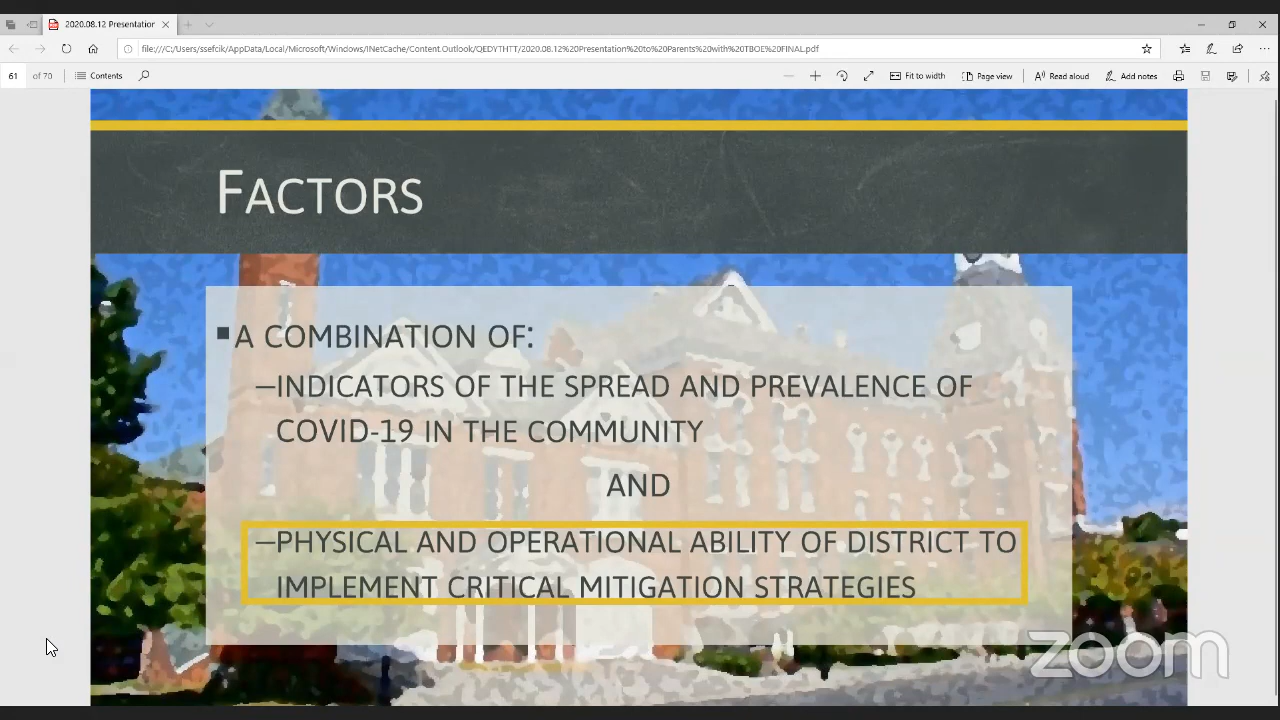 2020.08.12 Presentation
file:///C:/Users/ssefcik/AppData/Local/Microsoft/Windows/INetCache/Content.Outlook/QEDYTHTT/2020.08.12%20Presentation%20to%20Parents%20with%20TBOE%20FINAL.pdf
61 of 70 Contents Fit to width Page view Read aloud Add notes
FACTORS
A COMBINATION OF:
–INDICATORS OF THE SPREAD AND PREVALENCE OF
COVID-19 IN THE COMMUNITY
AND
–PHYSICAL AND OPERATIONAL ABILITY OF DISTRICT TO
IMPLEMENT CRITICAL MITIGATION STRATEGIES
zoom